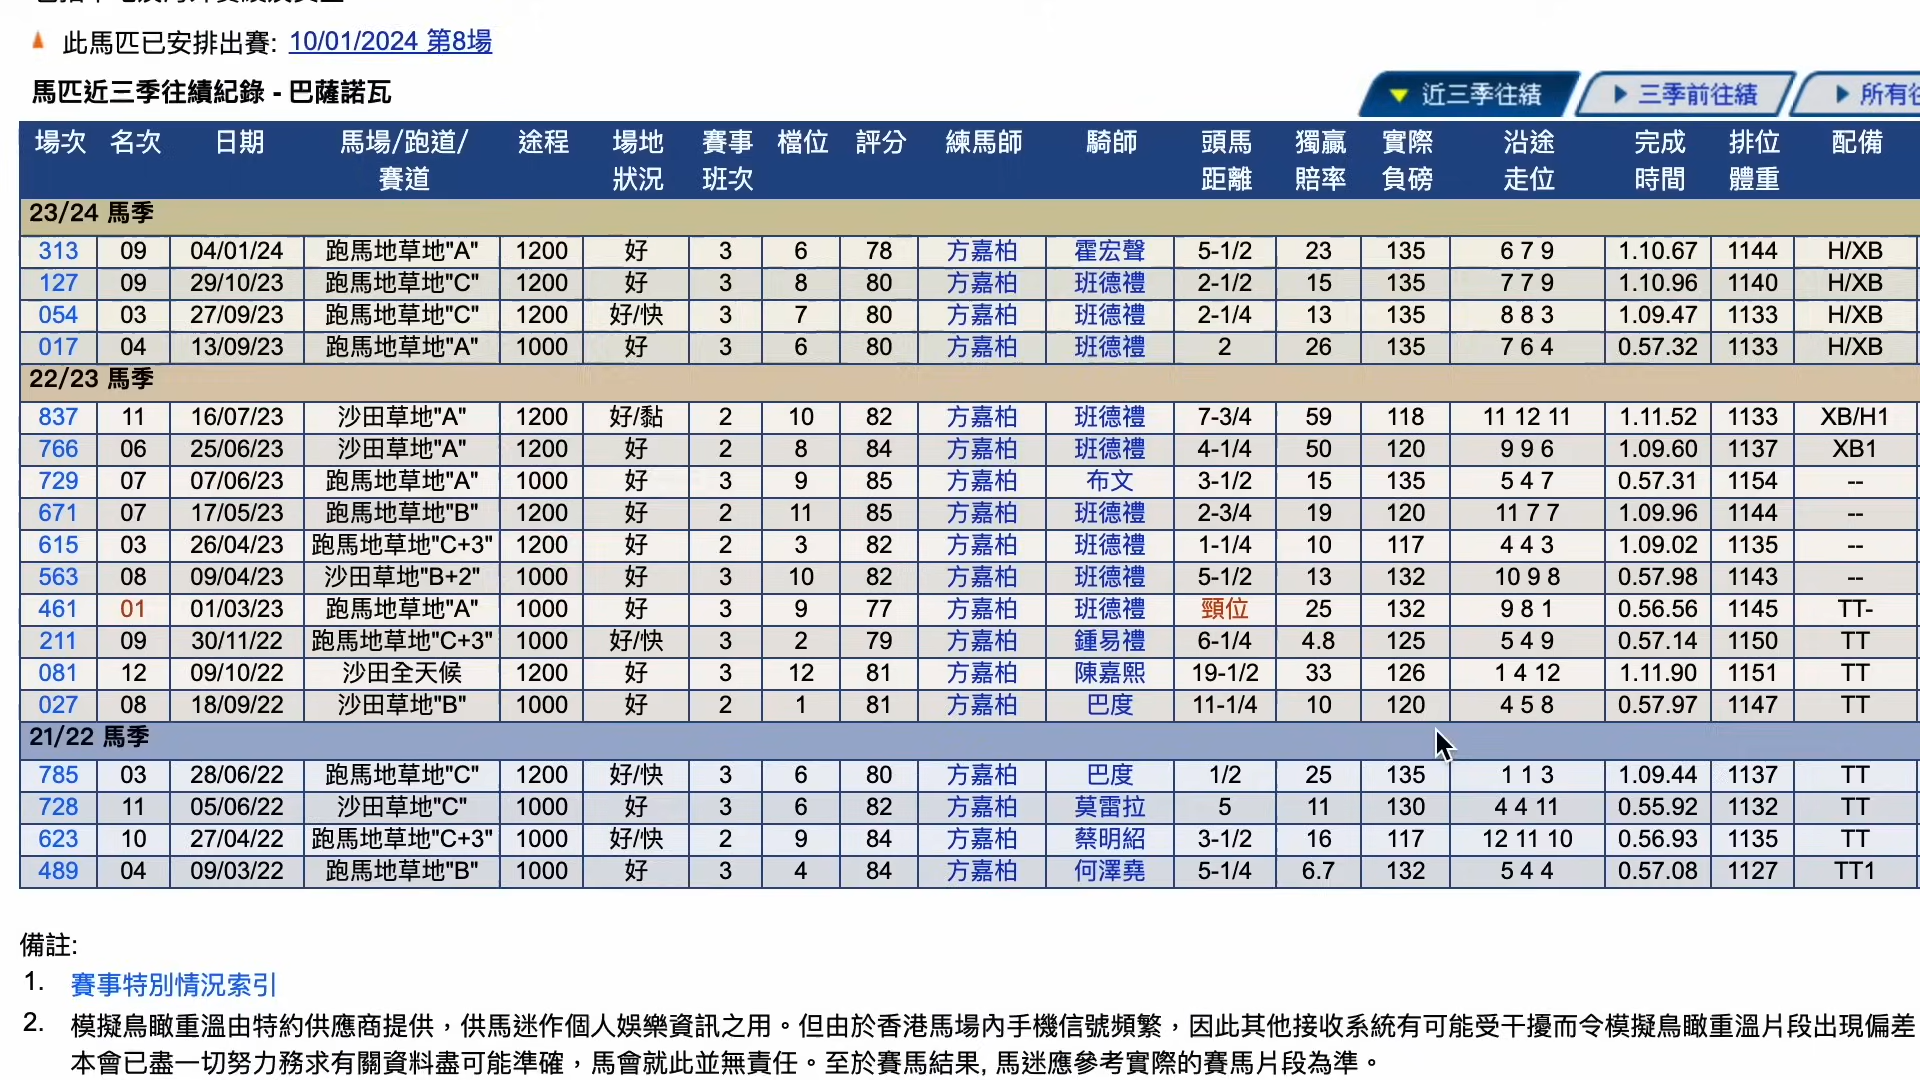 此馬匹已安排出賽: 10/01/2024 第8場
馬匹近三季往績紀錄 - 巴薩諾瓦
近三季往績 三季前往績 所有
場次 名次 日期 馬場/跑道/ 途程 場地 賽事 檔位 評分 練馬師 騎師 頭馬 獨贏 實際 沿途 完成 排位 配備
賽道 狀況 班次 距離 賠率 負磅 走位 時間 體重
23/24 馬季
313 09 04/01/24 跑馬地草地"A" 1200 好 3 6 78 方嘉柏 霍宏聲 5-1/2 23 135 6 7 9 1.10.67 1144 H/XB
127 09 29/10/23 跑馬地草地"C" 1200 好 3 8 80 方嘉柏 班德禮 2-1/2 15 135 7 7 9 1.10.96 1140 H/XB
054 03 27/09/23 跑馬地草地"C" 1200 好/快 3 7 80 方嘉柏 班德禮 2-1/4 13 135 8 8 3 1.09.47 1133 H/XB
017 04 13/09/23 跑馬地草地"A" 1000 好 3 6 80 方嘉柏 班德禮 2 26 135 7 6 4 0.57.32 1133 H/XB
22/23 馬季
837 11 16/07/23 沙田草地"A" 1200 好/黏 2 10 82 方嘉柏 班德禮 7-3/4 59 118 11 12 11 1.11.52 1133 XB/H1
766 06 25/06/23 沙田草地"A" 1200 好 2 8 84 方嘉柏 班德禮 4-1/4 50 120 9 9 6 1.09.60 1137 XB1
729 07 07/06/23 跑馬地草地"A" 1000 好 3 9 85 方嘉柏 布文 3-1/2 15 135 5 4 7 0.57.31 1154 --
671 07 17/05/23 跑馬地草地"B" 1200 好 2 11 85 方嘉柏 班德禮 2-3/4 19 120 11 7 7 1.09.96 1144 --
615 03 26/04/23 跑馬地草地"C+3" 1200 好 2 3 82 方嘉柏 班德禮 1-1/4 10 117 4 4 3 1.09.02 1135 --
563 08 09/04/23 沙田草地"B+2" 1000 好 3 10 82 方嘉柏 班德禮 5-1/2 13 132 10 9 8 0.57.98 1143 --
461 01 01/03/23 跑馬地草地"A" 1000 好 3 9 77 方嘉柏 班德禮 頸位 25 132 9 8 1 0.56.56 1145 TT-
211 09 30/11/22 跑馬地草地"C+3" 1000 好/快 3 2 79 方嘉柏 鍾易禮 6-1/4 4.8 125 5 4 9 0.57.14 1150 TT
081 12 09/10/22 沙田全天候 1200 好 3 12 81 方嘉柏 陳嘉熙 19-1/2 33 126 1 4 12 1.11.90 1151 TT
027 08 18/09/22 沙田草地"B" 1000 好 2 1 81 方嘉柏 巴度 11-1/4 10 120 4 5 8 0.57.97 1147 TT
21/22 馬季
785 03 28/06/22 跑馬地草地"C" 1200 好/快 3 6 80 方嘉柏 巴度 1/2 25 135 1 1 3 1.09.44 1137 TT
728 11 05/06/22 沙田草地"C" 1000 好 3 6 82 方嘉柏 莫雷拉 5 11 130 4 4 11 0.55.92 1132 TT
623 10 27/04/22 跑馬地草地"C+3" 1000 好/快 2 9 84 方嘉柏 蔡明紹 3-1/2 16 117 12 11 10 0.56.93 1135 TT
489 04 09/03/22 跑馬地草地"B" 1000 好 3 4 84 方嘉柏 何澤堯 5-1/4 6.7 132 5 4 4 0.57.08 1127 TT1
備註:
1. 賽事特別情況索引
2. 模擬鳥瞰重溫由特約供應商提供，供馬迷作個人娛樂資訊之用。但由於香港馬場內手機信號頻繁，因此其他接收系統有可能受干擾而令模擬鳥瞰重溫片段出現偏差
本會已盡一切努力務求有關資料盡可能準確，馬會就此並無責任。至於賽馬結果, 馬迷應參考實際的賽馬片段為準。